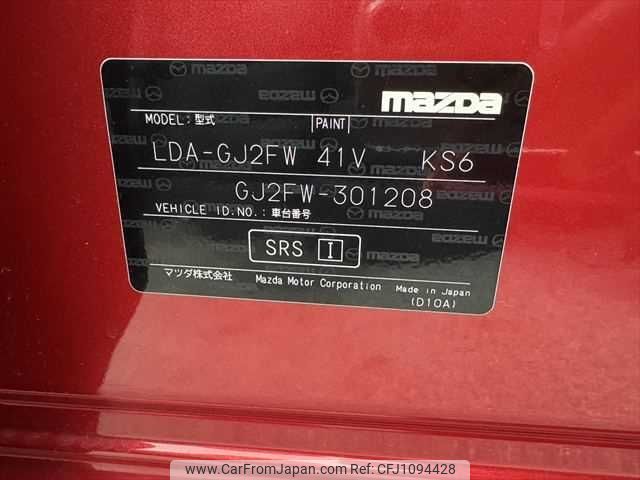 mazda
MODEL: 型式 PAINT
LDA-GJ2FW 41V KS6
GJ2FW-301208
VEHICLE ID.NO.: 車台番号
SRS I
マツダ株式会社 Mazda Motor Corporation Made in Japan
(D10A)
www.CarFromJapan.com Ref: CFJ1094428